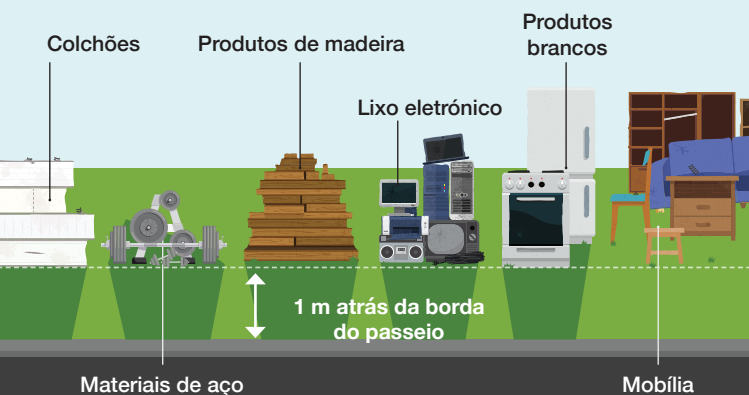 Colchões
Produtos de madeira
Produtos
brancos
Lixo eletrónico
1 m atrás da borda
do passeio
Materiais de aço
Mobília